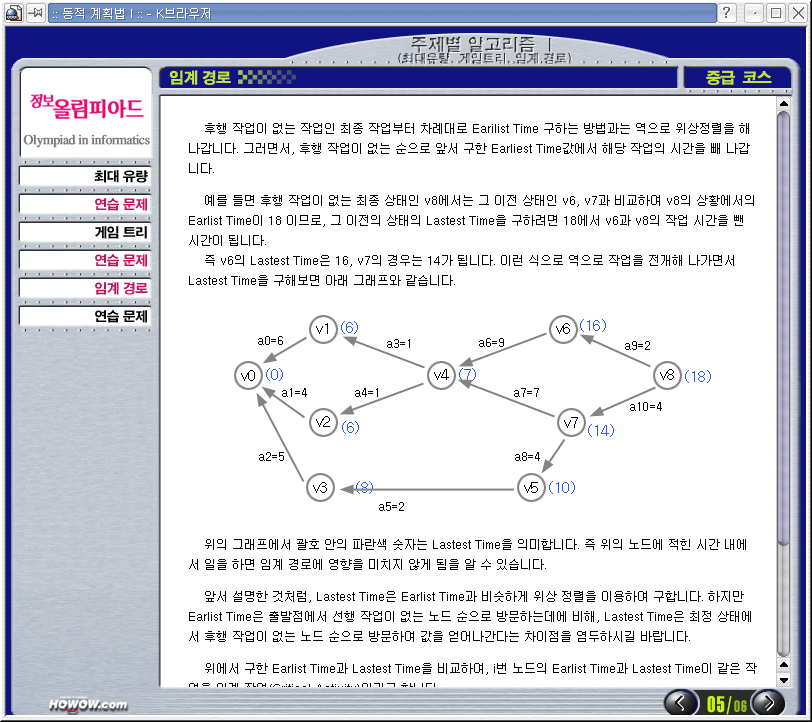 :: 동적 계획법 I :: - K브라우저
주제별 알고리즘 I
(최대유량, 게임트리, 임계.경로)
임계 경로
중급 코스
정보올림피아드
Olympiad in informatics
최대 유량
연습 문제
게임 트리
연습 문제
임계 경로
연습 문제
후행 작업이 없는 작업인 최종 작업부터 차례대로 Earilist Time 구하는 방법과는 역으로 위상정렬을 해
나갑니다. 그러면서, 후행 작업이 없는 순으로 앞서 구한 Earliest Time값에서 해당 작업의 시간을 빼 나갑
니다.
예를 들면 후행 작업이 없는 최종 상태인 v8에서는 그 이전 상태인 v6, v7과 비교하여 v8의 상황에서의
Earlist Time이 18 이므로, 그 이전의 상태의 Lastest Time을 구하려면 18에서 v6과 v8의 작업 시간을 뺀
시간이 됩니다.
즉 v6의 Lastest Time은 16, v7의 경우는 14가 됩니다. 이런 식으로 역으로 작업을 전개해 나가면서
Lastest Time을 구해보면 아래 그래프와 같습니다.
v1 (6)
v6 (16)
a0=6
a3=1
a6=9
a9=2
v0 (0)
v4 (7)
v8 (18)
a1=4
a4=1
a7=7
a10=4
v2 (6)
v7 (14)
a2=5
a8=4
v3 (8)
v5 (10)
a5=2
위의 그래프에서 괄호 안의 파란색 숫자는 Lastest Time을 의미합니다. 즉 위의 노드에 적힌 시간 내에
서 일을 하면 임계 경로에 영향을 미치지 않게 됨을 알 수 있습니다.
앞서 설명한 것처럼, Lastest Time은 Earlist Time과 비슷하게 위상 정렬을 이용하여 구합니다. 하지만
Earlist Time은 출발점에서 선행 작업이 없는 노드 순으로 방문하는데에 비해, Lastest Time은 최정 상태에
서 후행 작업이 없는 노드 순으로 방문하여 값을 얻어나간다는 차이점을 염두하시길 바랍니다.
위에서 구한 Earlist Time과 Lastest Time을 비교하여, i번 노드의 Earlist Time과 Lastest Time이 같은 작
업을 임계 작업(Critical Activity)이라고 합니다.
HOWOW.com
05/06